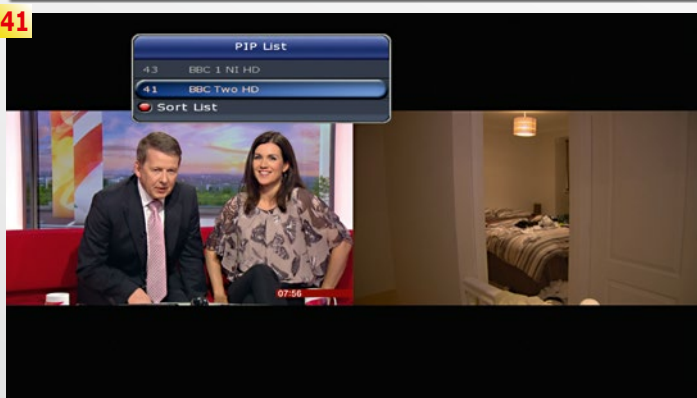 41
PIP List
43 BBC 1 NI HD
41 BBC Two HD
Sort List
07:56